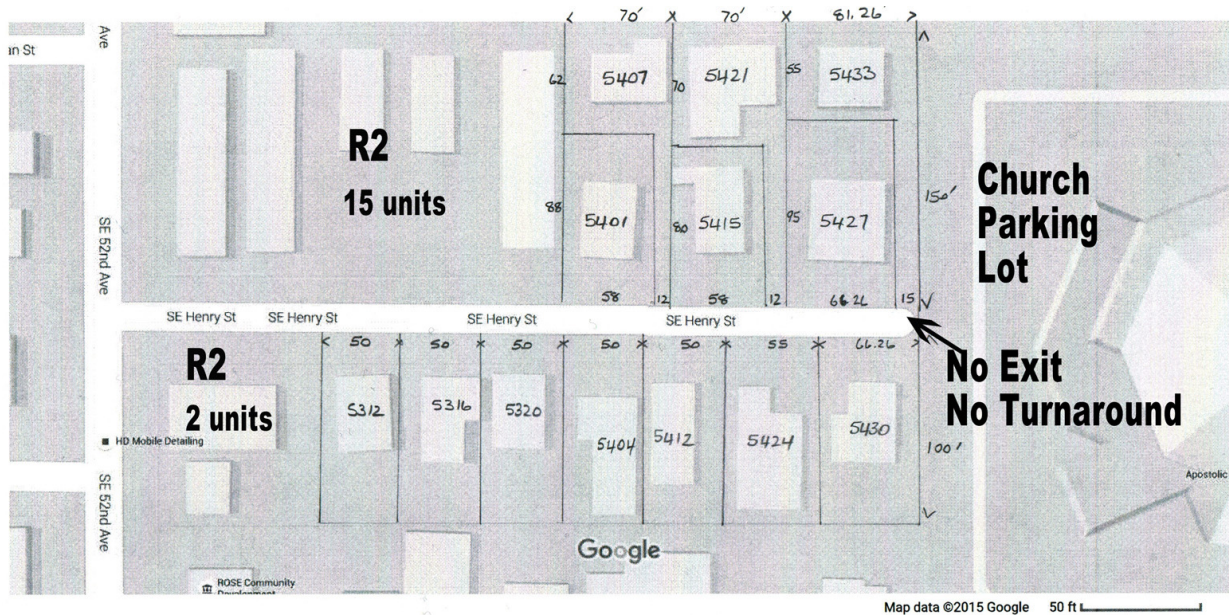 70' 70' 81.26
Ave
an St
5407 5421 5433
62 70 55
R2
15 units
SE 52nd Ave
150'
Church
Parking
Lot
88 5401 80 5415 95 5427
58 12 58 12 66.26 15
SE Henry St SE Henry St SE Henry St SE Henry St
50 50 50 50 50 55 66.26
No Exit
No Turnaround
R2
2 units
5312 5316 5320 5404 5412 5424 5430
100'
HD Mobile Detailing
SE 52nd Ave
Apostolic
Google
ROSE Community
Development
Map data ©2015 Google 50 ft